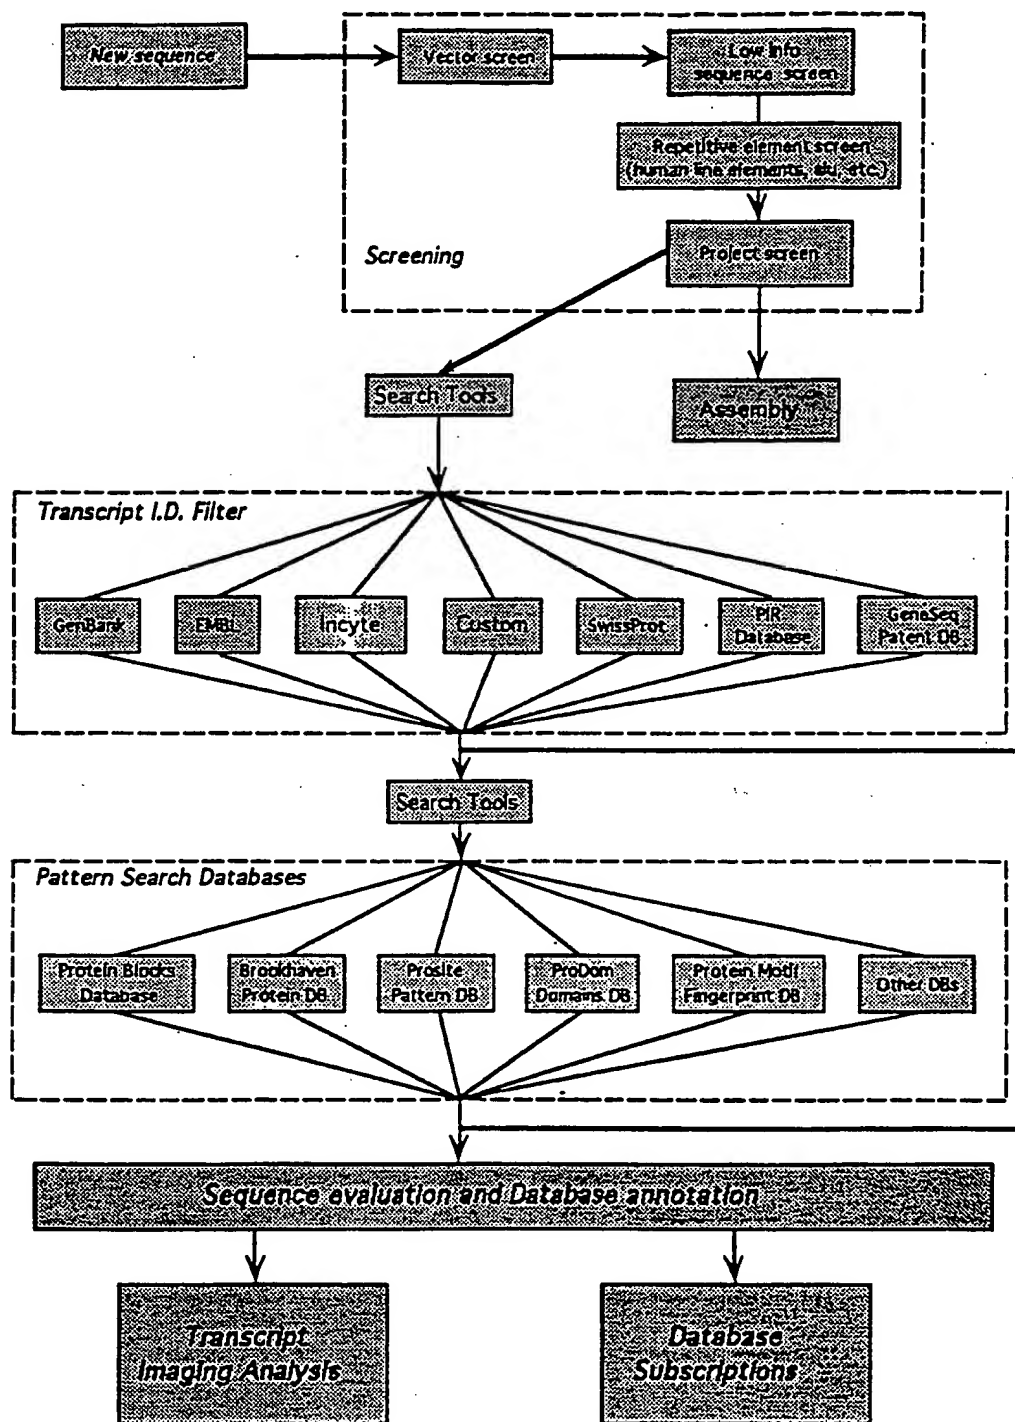 New sequence
Vector screen
Low info
sequence screen
Repetitive element screen
(human line elements, alu, etc.)
Screening
Project screen
Search Tools
Assembly
Transcript I.D. Filter
GenBank
EMBL
Incyte
Custom
SwissProt
PIR
Database
GeneSeq
Patent DB
Search Tools
Pattern Search Databases
Protein Blocks
Database
Brookhaven
Protein DB
Prosite
Pattern DB
ProDom
Domains DB
Protein Motif
Fingerprint DB
Other DBs
Sequence evaluation and Database annotation
Transcript
Imaging Analysis
Database
Subscriptions